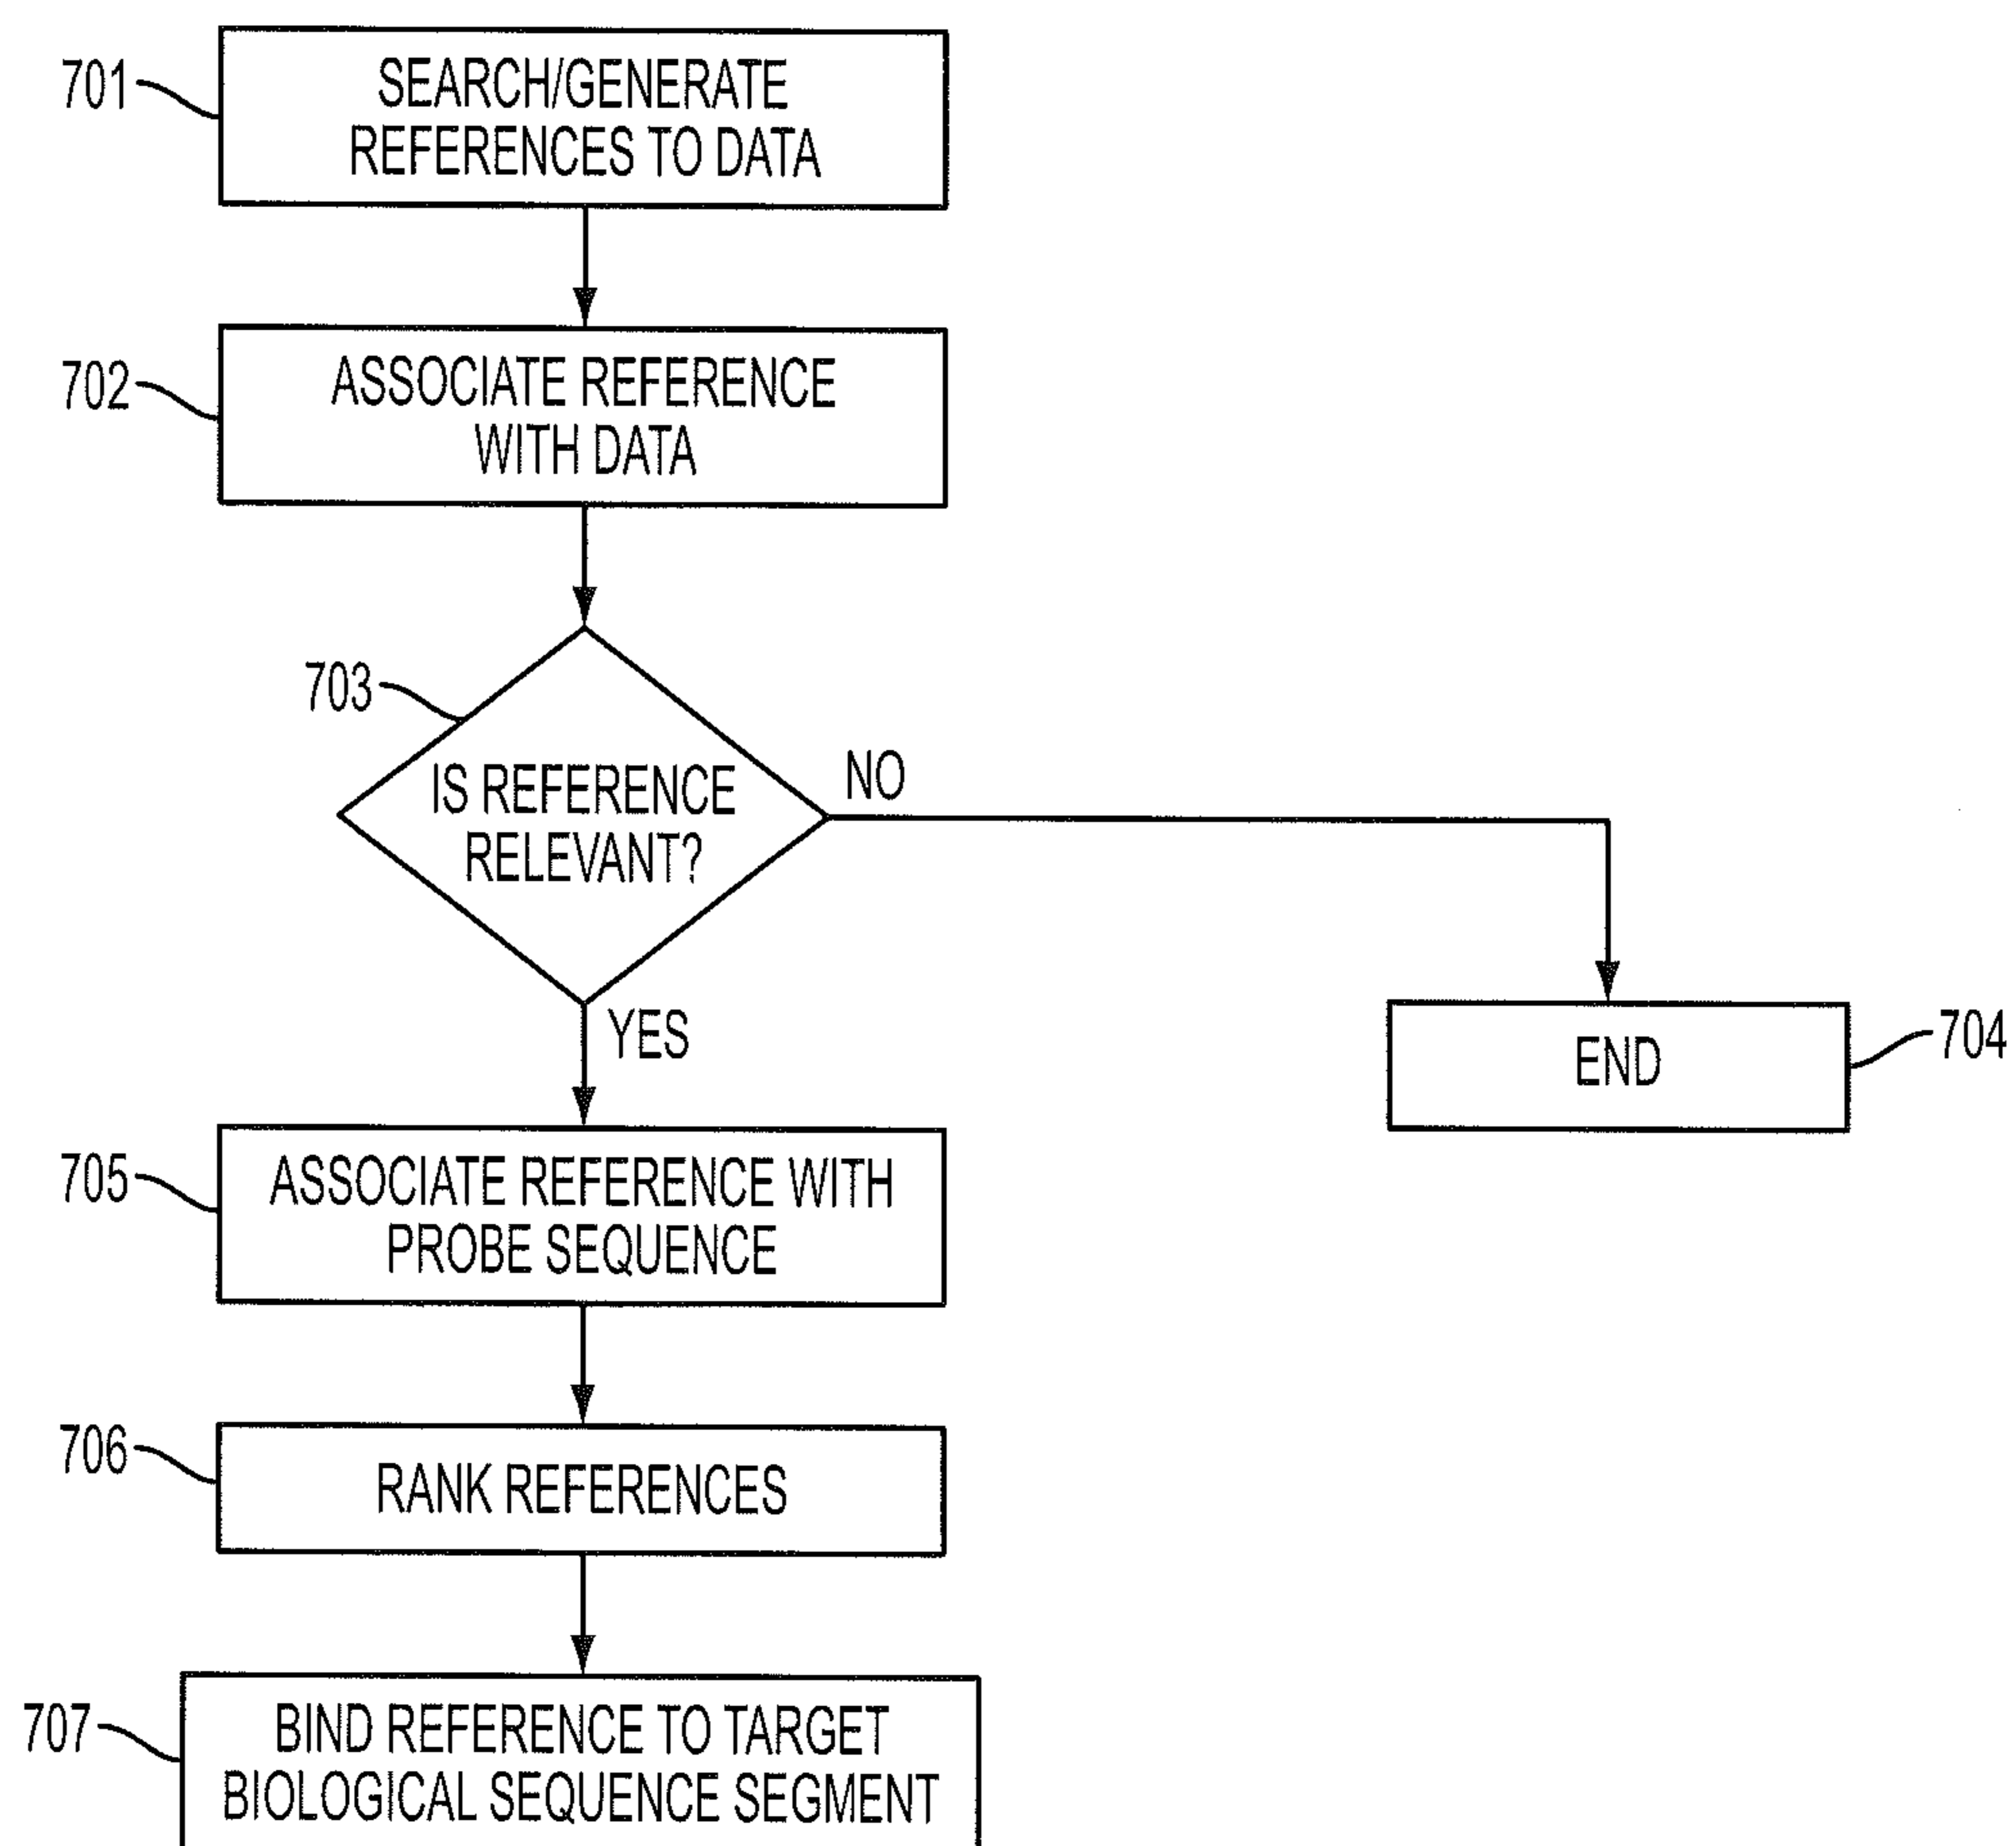 701
SEARCH/GENERATE
REFERENCES TO DATA
702
ASSOCIATE REFERENCE
WITH DATA
703
IS REFERENCE
RELEVANT?
NO
YES
END
704
705
ASSOCIATE REFERENCE WITH
PROBE SEQUENCE
706
RANK REFERENCES
707
BIND REFERENCE TO TARGET
BIOLOGICAL SEQUENCE SEGMENT